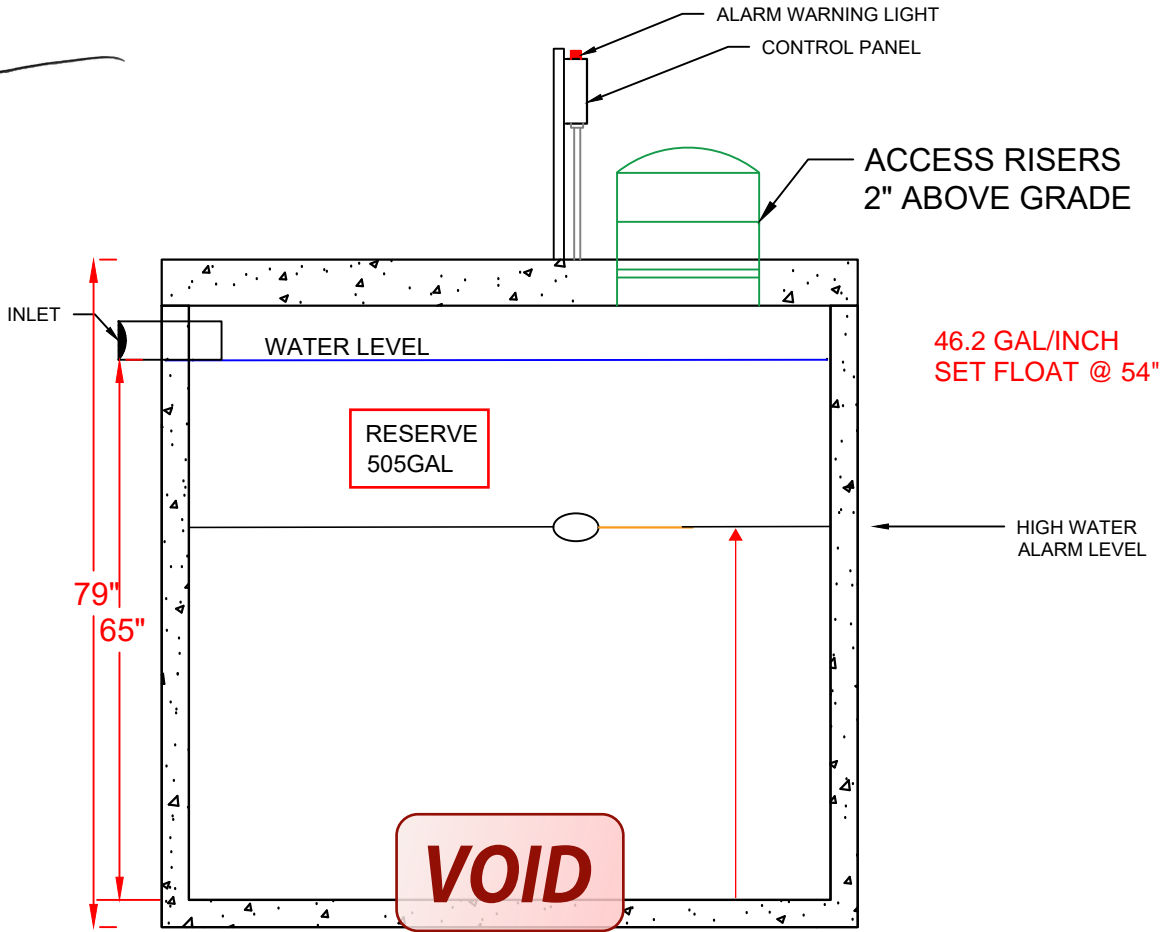 ALARM WARNING LIGHT
CONTROL PANEL
ACCESS RISERS
2" ABOVE GRADE
INLET
WATER LEVEL
46.2 GAL/INCH
SET FLOAT @ 54"
RESERVE
505GAL
HIGH WATER
ALARM LEVEL
79"
65"
VOID